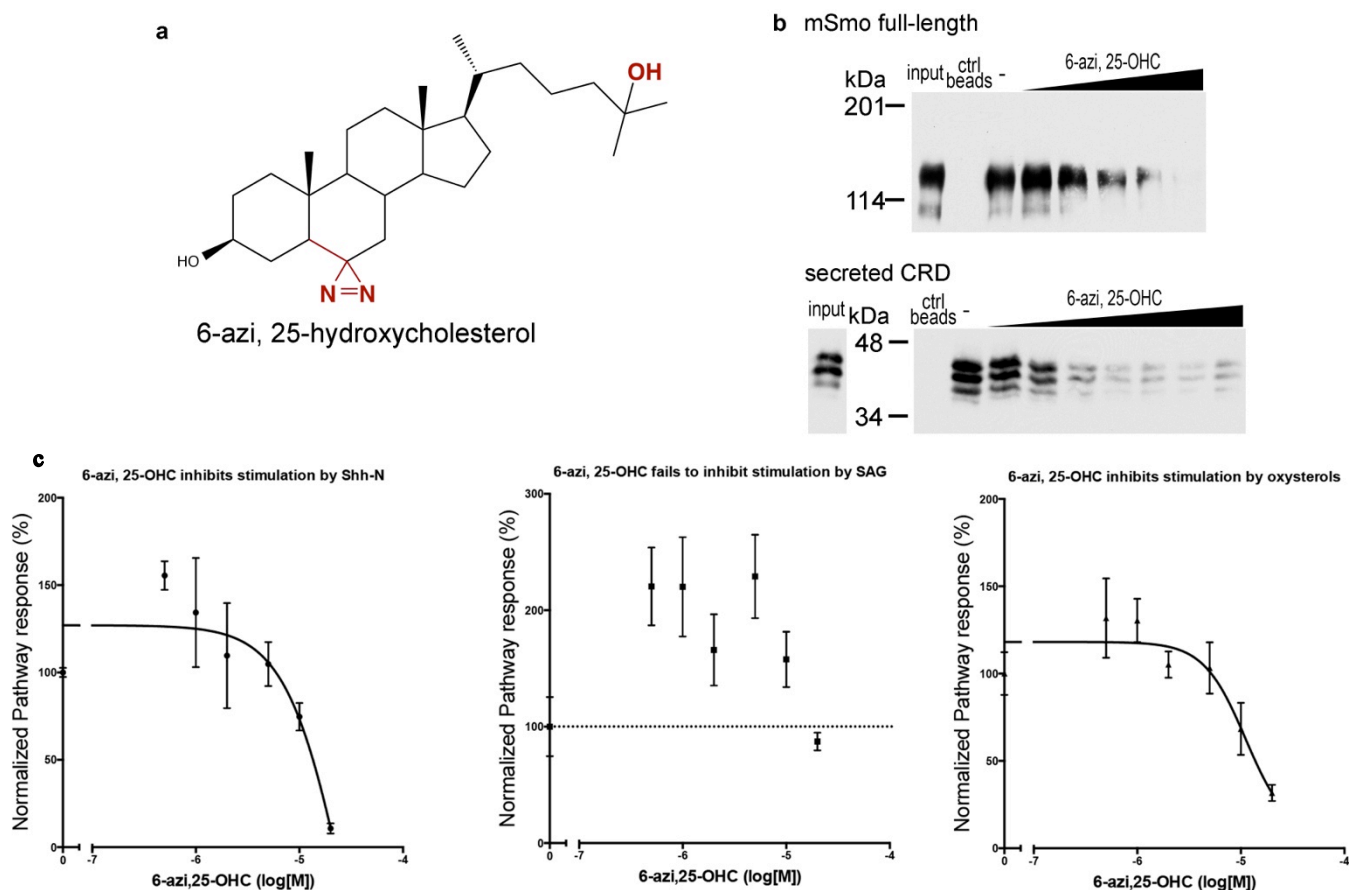 a
OH
HO
N=N
6-azi, 25-hydroxycholesterol
b mSmo full-length
kDa
input
ctrl
beads
-
6-azi, 25-OHC
201
114
secreted CRD
input
kDa
ctrl
beads
-
6-azi, 25-OHC
48
34
c
6-azi, 25-OHC inhibits stimulation by Shh-N
Normalized Pathway response (%)
200
150
100
50
0
0
-7
-6
-5
-4
6-azi,25-OHC (log[M])
6-azi, 25-OHC fails to inhibit stimulation by SAG
Normalized Pathway response (%)
300
200
100
0
0
-7
-6
-5
-4
6-azi,25-OHC (log[M])
6-azi, 25-OHC inhibits stimulation by oxysterols
Normalized Pathway response (%)
200
150
100
50
0
0
-7
-6
-5
-4
6-azi,25-OHC (log[M])